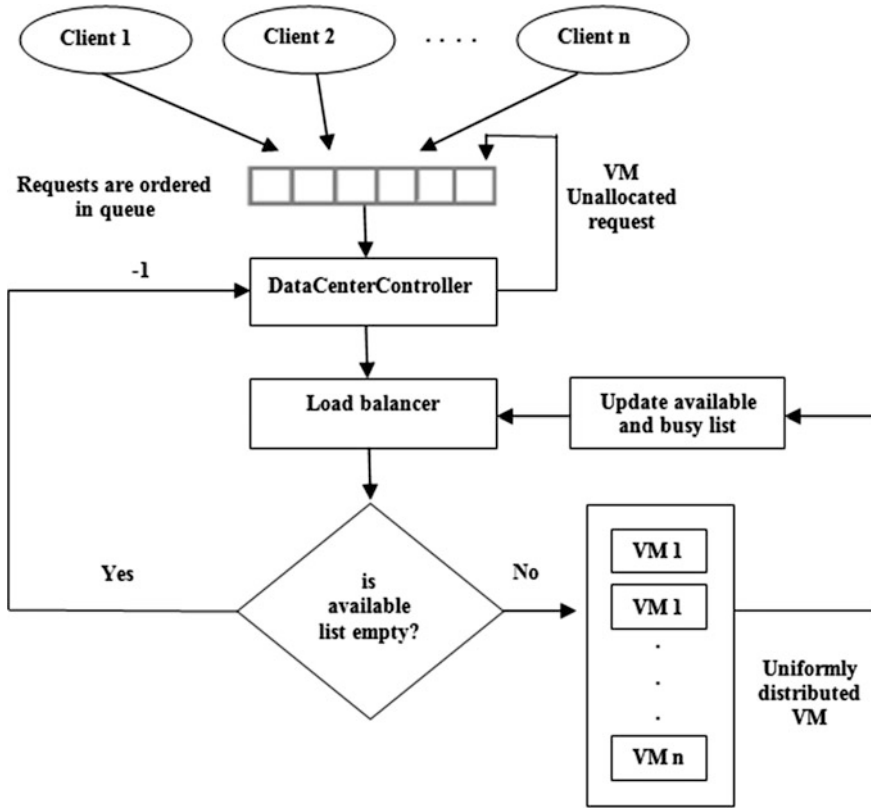 Client 1
Client 2
. . . .
Client n
Requests are ordered
in queue
VM
Unallocated
request
-1
DataCenterController
Load balancer
Update available
and busy list
Yes
is
available
list empty?
No
VM 1
VM 1
.
.
.
VM n
Uniformly
distributed
VM